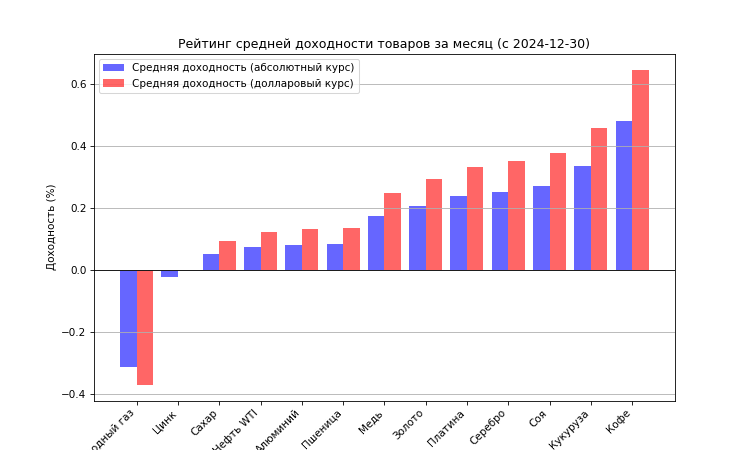 Рейтинг средней доходности товаров за месяц (с 2024-12-30)
Средняя доходность (абсолютный курс)
Средняя доходность (долларовый курс)
Доходность (%)
0.6
0.4
0.2
0.0
−0.2
−0.4
газ
Цинк
Сахар
Нефть WTI
Алюминий
Пшеница
Медь
Золото
Платина
Серебро
Соя
Кукуруза
Кофе